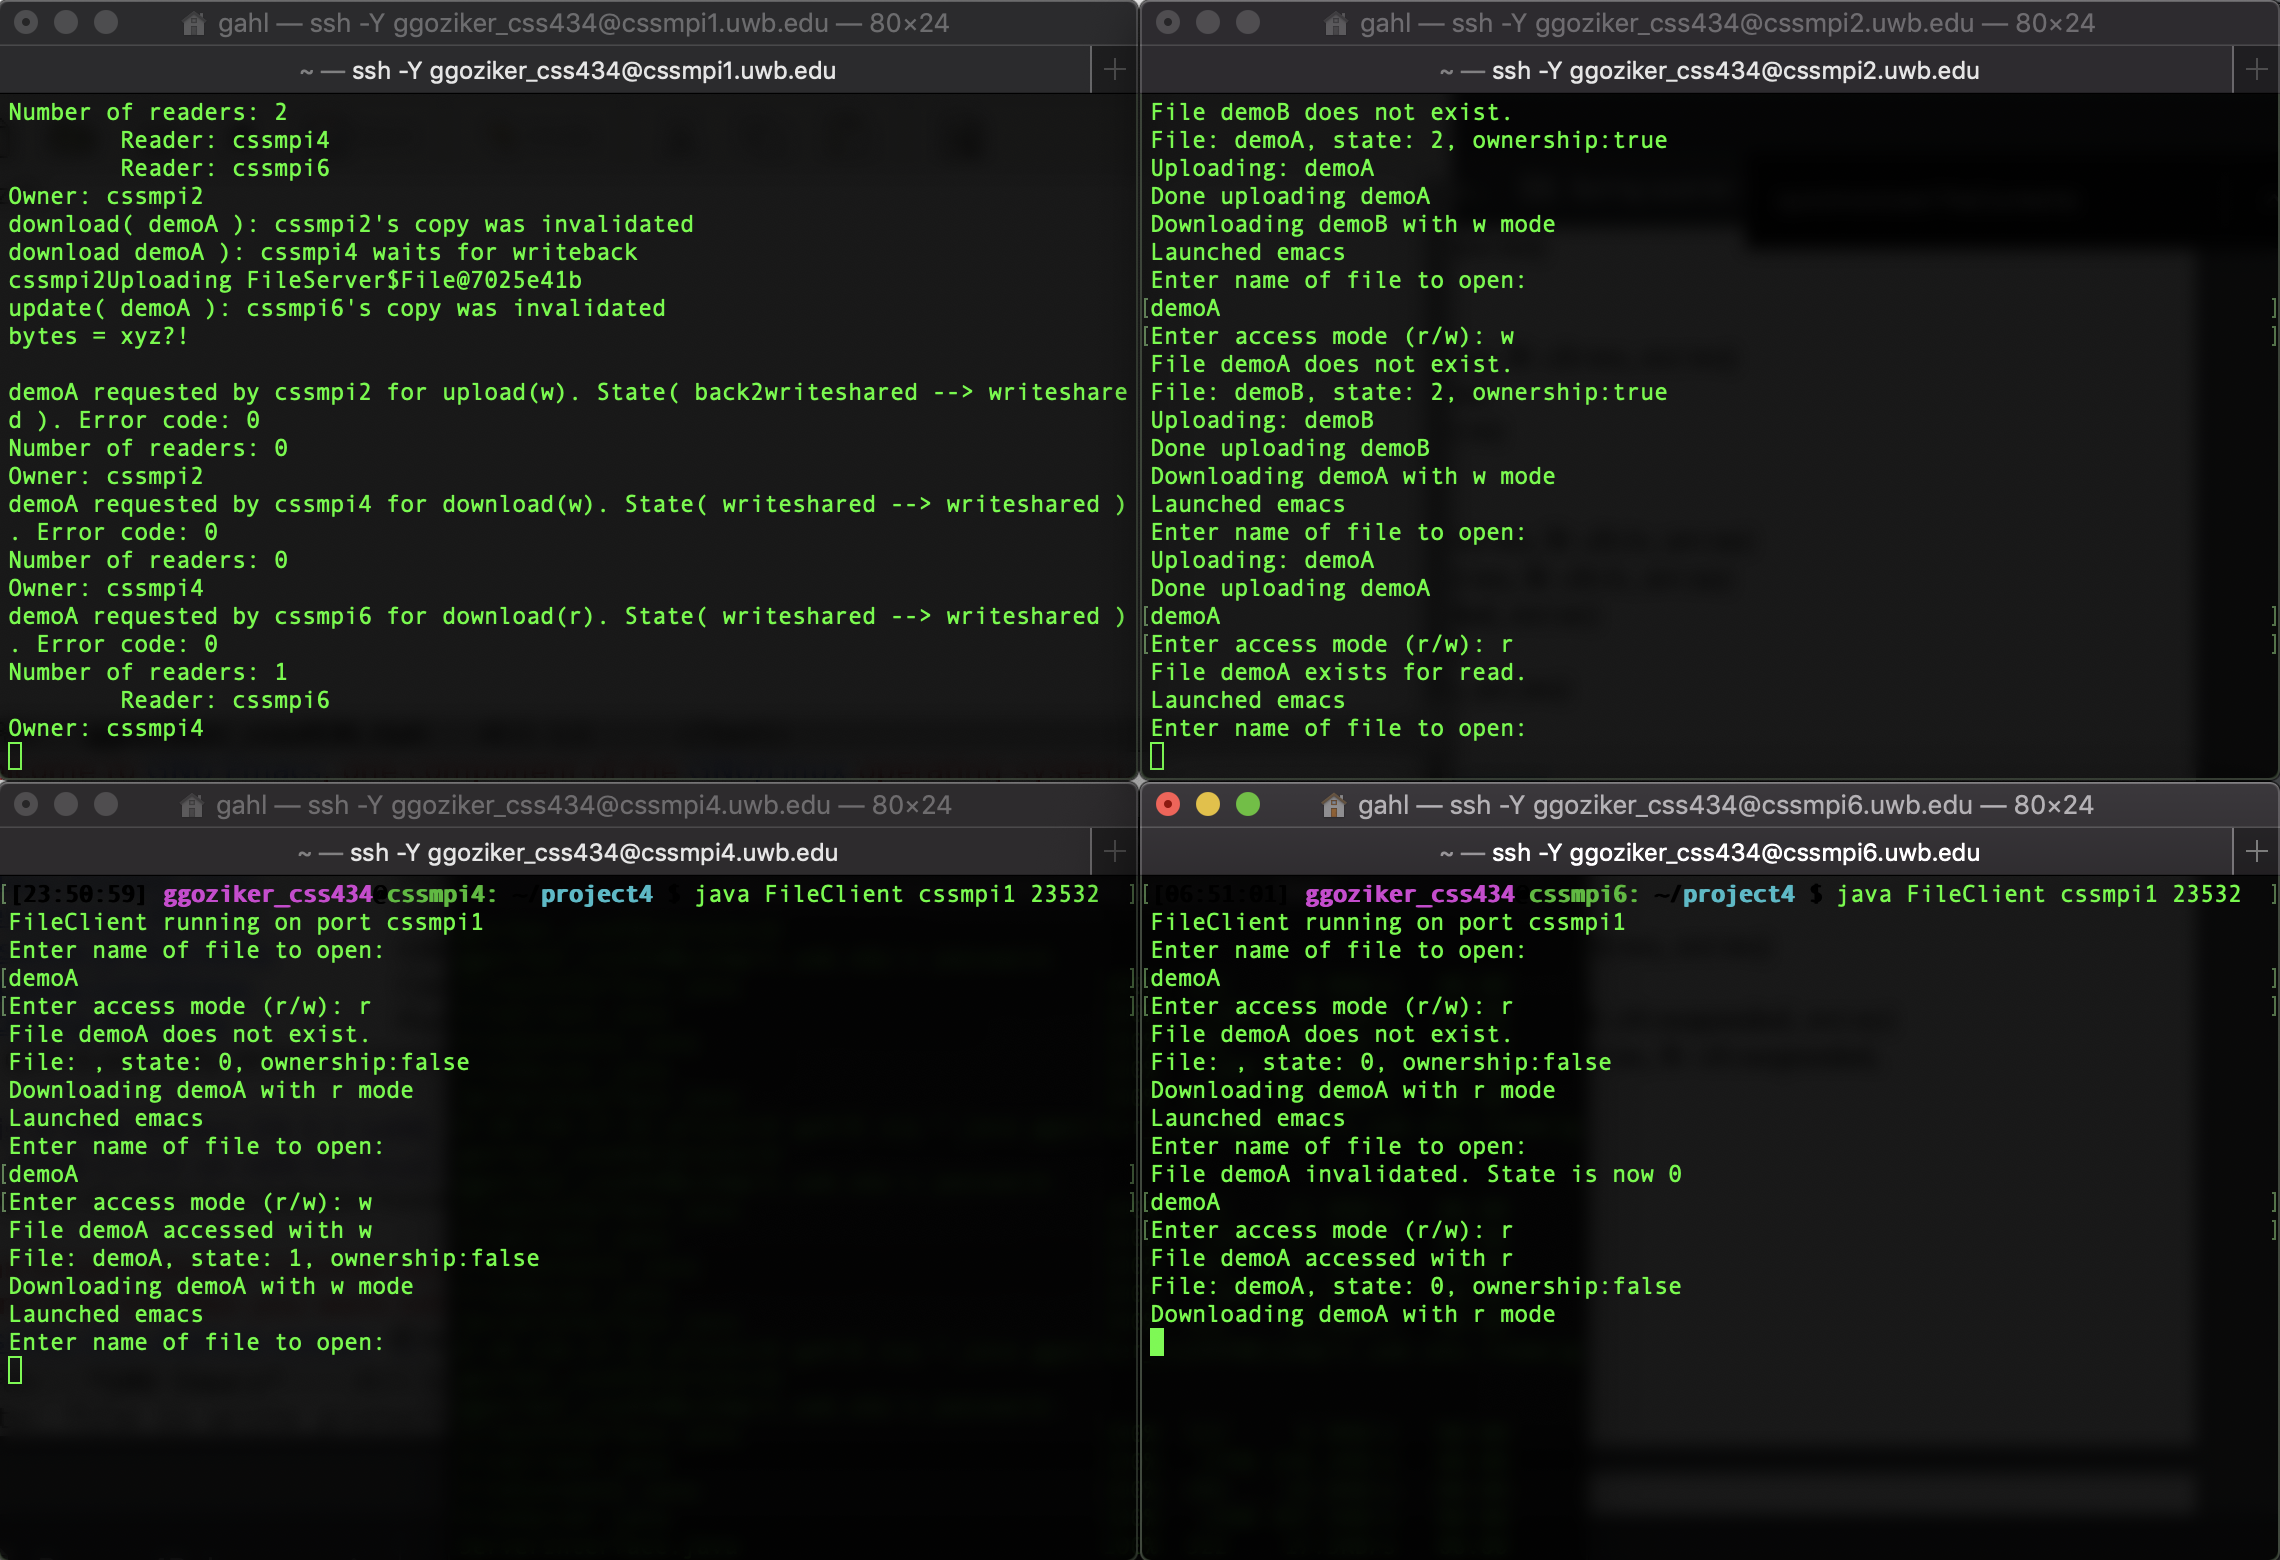 gahl — ssh -Y ggoziker_css434@cssmpi1.uwb.edu — 80×24
~ — ssh -Y ggoziker_css434@cssmpi1.uwb.edu
Number of readers: 2
Reader: cssmpi4
Reader: cssmpi6
Owner: cssmpi2
download( demoA ): cssmpi2's copy was invalidated
download demoA ): cssmpi4 waits for writeback
cssmpi2Uploading FileServer$File@7025e41b
update( demoA ): cssmpi6's copy was invalidated
bytes = xyz?!
demoA requested by cssmpi2 for upload(w). State( back2writeshared --> writeshare
d ). Error code: 0
Number of readers: 0
Owner: cssmpi2
demoA requested by cssmpi4 for download(w). State( writeshared --> writeshared )
. Error code: 0
Number of readers: 0
Owner: cssmpi4
demoA requested by cssmpi6 for download(r). State( writeshared --> writeshared )
. Error code: 0
Number of readers: 1
Reader: cssmpi6
Owner: cssmpi4
gahl — ssh -Y ggoziker_css434@cssmpi2.uwb.edu — 80×24
~ — ssh -Y ggoziker_css434@cssmpi2.uwb.edu
File demoB does not exist.
File: demoA, state: 2, ownership:true
Uploading: demoA
Done uploading demoA
Downloading demoB with w mode
Launched emacs
Enter name of file to open:
[demoA ]
[Enter access mode (r/w): w ]
File demoA does not exist.
File: demoB, state: 2, ownership:true
Uploading: demoB
Done uploading demoB
Downloading demoA with w mode
Launched emacs
Enter name of file to open:
Uploading: demoA
Done uploading demoA
[demoA ]
[Enter access mode (r/w): r ]
File demoA exists for read.
Launched emacs
Enter name of file to open:
gahl — ssh -Y ggoziker_css434@cssmpi4.uwb.edu — 80×24
~ — ssh -Y ggoziker_css434@cssmpi4.uwb.edu
[[23:50:59] ggoziker_css434@cssmpi4: ~/project4 $ java FileClient cssmpi1 23532 ]
FileClient running on port cssmpi1
Enter name of file to open:
[demoA ]
[Enter access mode (r/w): r ]
File demoA does not exist.
File: , state: 0, ownership:false
Downloading demoA with r mode
Launched emacs
Enter name of file to open:
[demoA ]
[Enter access mode (r/w): w ]
File demoA accessed with w
File: demoA, state: 1, ownership:false
Downloading demoA with w mode
Launched emacs
Enter name of file to open:
gahl — ssh -Y ggoziker_css434@cssmpi6.uwb.edu — 80×24
~ — ssh -Y ggoziker_css434@cssmpi6.uwb.edu
[[06:51:01] ggoziker_css434 cssmpi6: ~/project4 $ java FileClient cssmpi1 23532 ]
FileClient running on port cssmpi1
Enter name of file to open:
[demoA ]
[Enter access mode (r/w): r ]
File demoA does not exist.
File: , state: 0, ownership:false
Downloading demoA with r mode
Launched emacs
Enter name of file to open:
File demoA invalidated. State is now 0
[demoA ]
[Enter access mode (r/w): r ]
File demoA accessed with r
File: demoA, state: 0, ownership:false
Downloading demoA with r mode